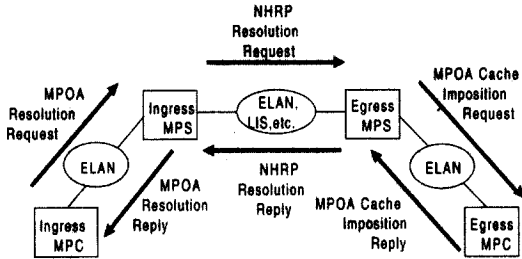 NHRP
Resolution
Request
MPOA
Resolution
Request
Ingress
MPS
ELAN,
LIS,etc.
Egress
MPS
MPOA Cache
Imposition
Request
ELAN
MPOA
Resolution
Reply
NHRP
Resolution
Reply
MPOA Cache
Imposition
Reply
ELAN
Ingress
MPC
Egress
MPC